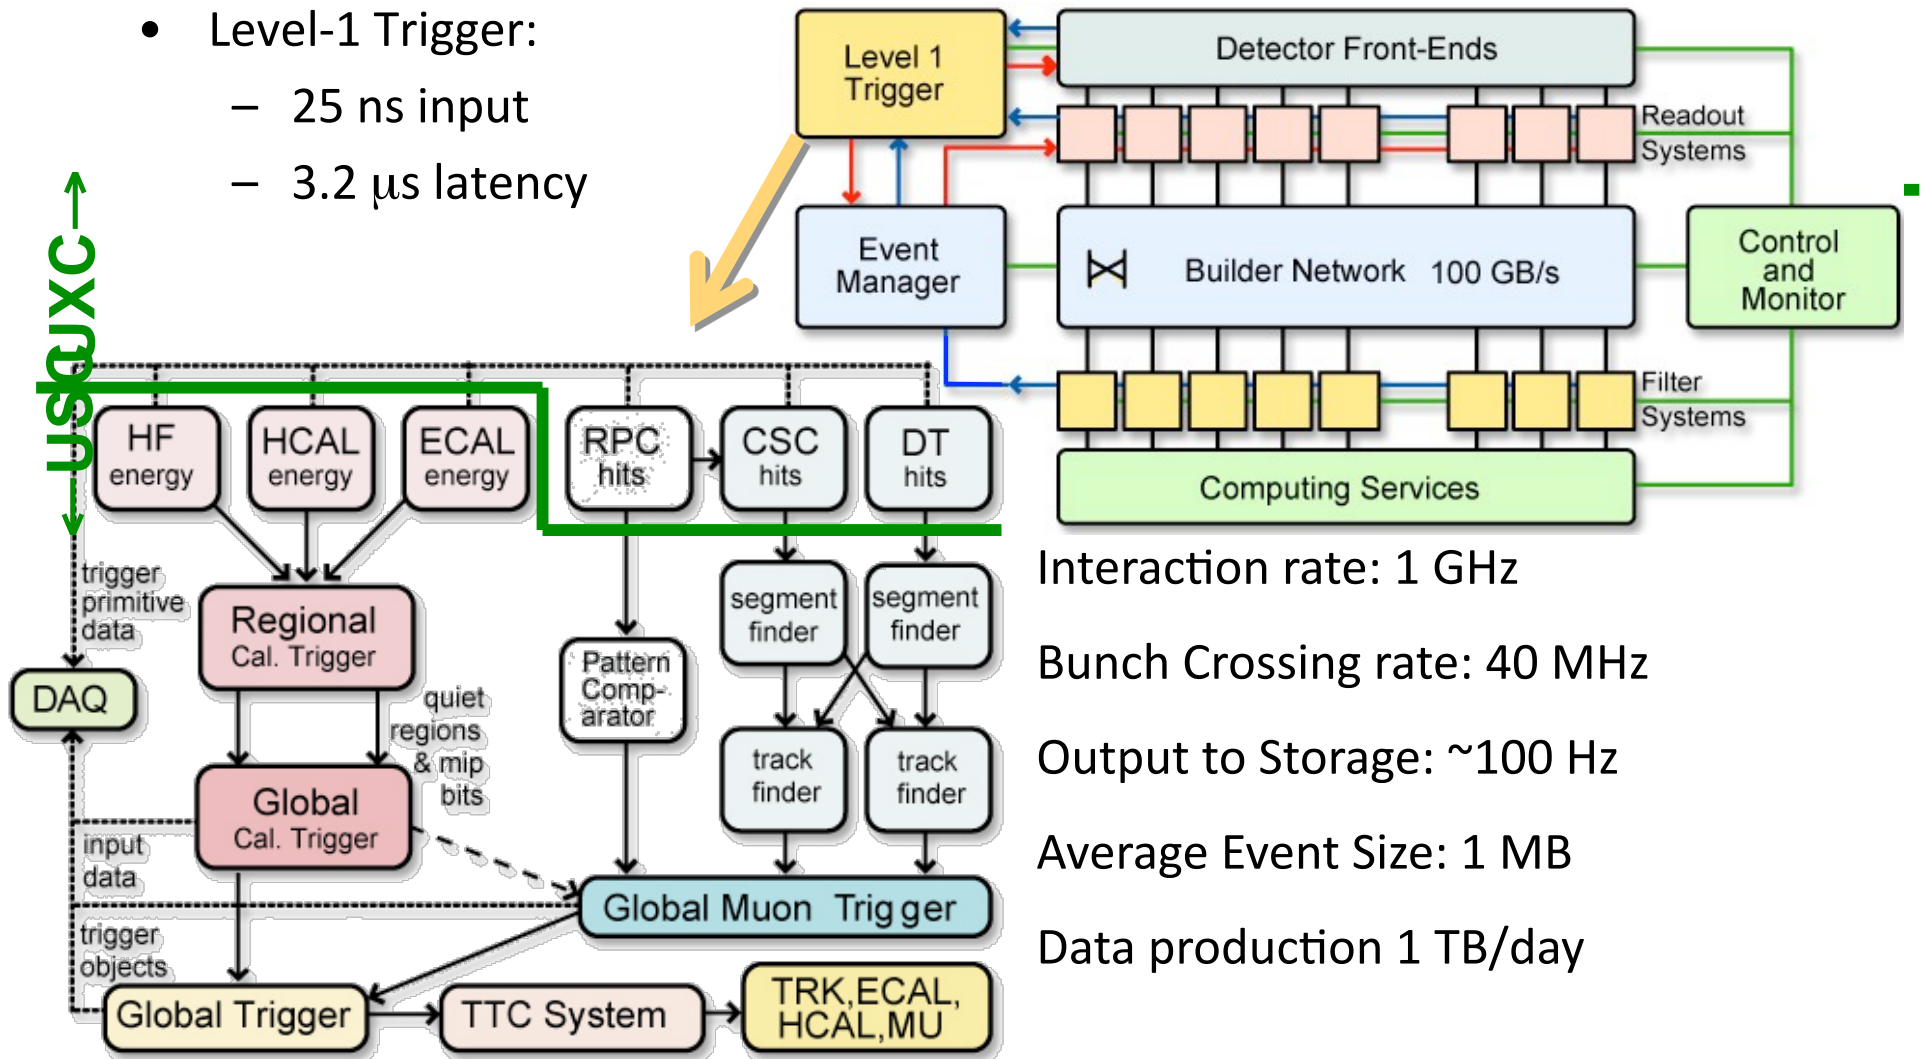 • Level-1 Trigger:
– 25 ns input
– 3.2 μs latency
Level 1
Trigger
Detector Front-Ends
Readout
Systems
Event
Manager
Builder Network 100 GB/s
Control
and
Monitor
Filter
Systems
Computing Services
UXC
USC
HF
energy
HCAL
energy
ECAL
energy
RPC
hits
CSC
hits
DT
hits
trigger
primitive
data
Regional
Cal. Trigger
segment
finder
segment
finder
Pattern
Comp-
arator
DAQ
quiet
regions
& mip
bits
track
finder
track
finder
Global
Cal. Trigger
input
data
Global Muon Trigger
trigger
objects
Global Trigger
TTC System
TRK,ECAL,
HCAL,MU
Interaction rate: 1 GHz
Bunch Crossing rate: 40 MHz
Output to Storage: ~100 Hz
Average Event Size: 1 MB
Data production 1 TB/day